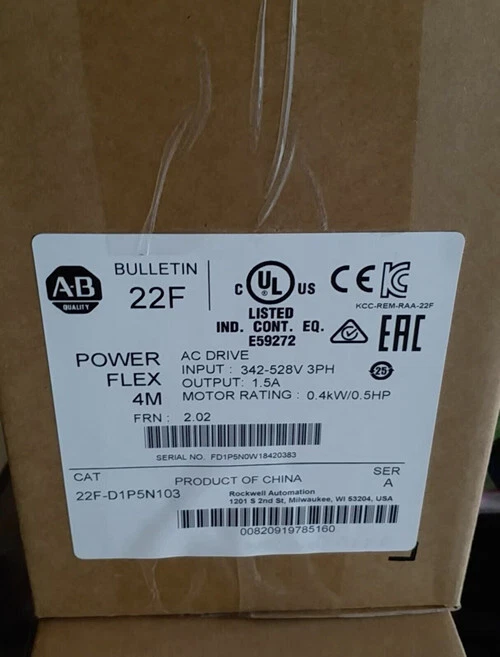 A-B
QUALITY
BULLETIN
22F
C UL US
LISTED
IND. CONT. EQ.
E59272
CE
KC
KCC-REM-RAA-22F
EAC
25
POWER
FLEX
4M
AC DRIVE
INPUT : 342-528V 3PH
OUTPUT: 1.5A
MOTOR RATING : 0.4kW/0.5HP
FRN : 2.02
SERIAL NO. FD1P5N0W18420383
CAT
22F-D1P5N103
PRODUCT OF CHINA
Rockwell Automation
1201 S 2nd St, Milwaukee, WI 53204, USA
SER
A
00820919785160